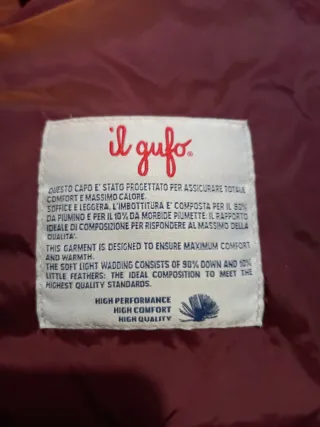 il gufo®
QUESTO CAPO E' STATO PROGETTATO PER ASSICURARE TOTALE
COMFORT E MASSIMO CALORE.
SOFFICE E LEGGERA, L'IMBOTTITURA E' COMPOSTA PER IL 90%
DA PIUMINO E PER IL 10% DA MORBIDE PIUMETTE: IL RAPPORTO
IDEALE DI COMPOSIZIONE PER RISPONDERE AL MASSIMO DELLA
QUALITA'.
THIS GARMENT IS DESIGNED TO ENSURE MAXIMUM COMFORT
AND WARMTH.
THE SOFT LIGHT WADDING CONSISTS OF 90% DOWN AND 10%
LITTLE FEATHERS: THE IDEAL COMPOSITION TO MEET THE
HIGHEST QUALITY STANDARDS.
HIGH PERFORMANCE
HIGH COMFORT
HIGH QUALITY